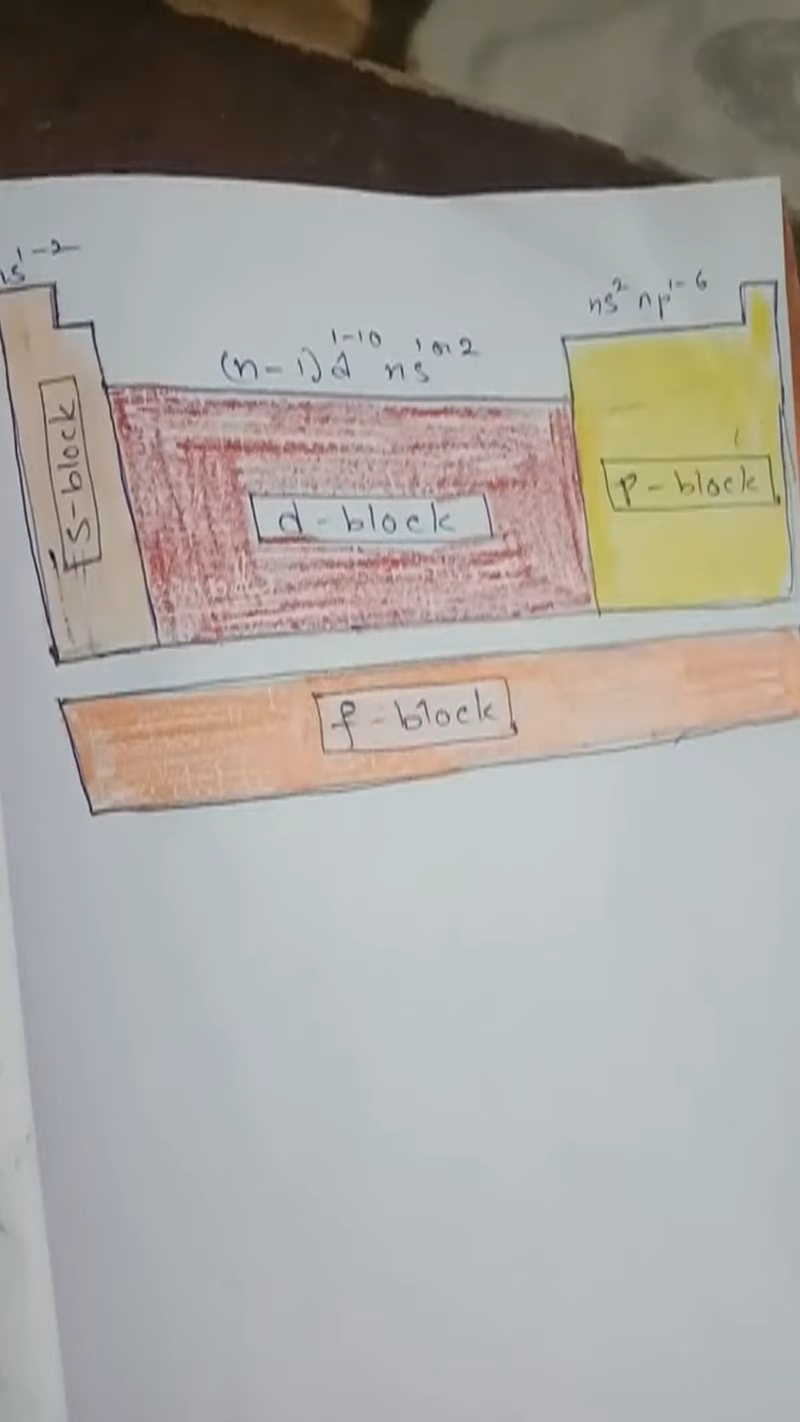 ns¹⁻²
ns² np¹⁻⁶
(n-1)d¹⁻¹⁰ ns¹ ᵒʳ ²
s-block
d-block
p-block
f-block